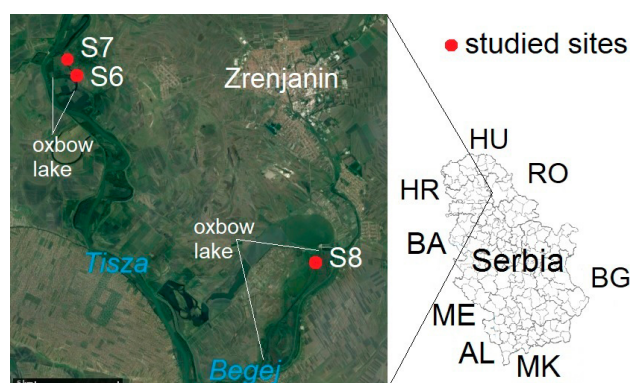 S7
S6
Zrenjanin
oxbow
lake
oxbow
lake
S8
Tisza
Begej
studied sites
HU
RO
HR
BA
Serbia
BG
ME
AL
MK